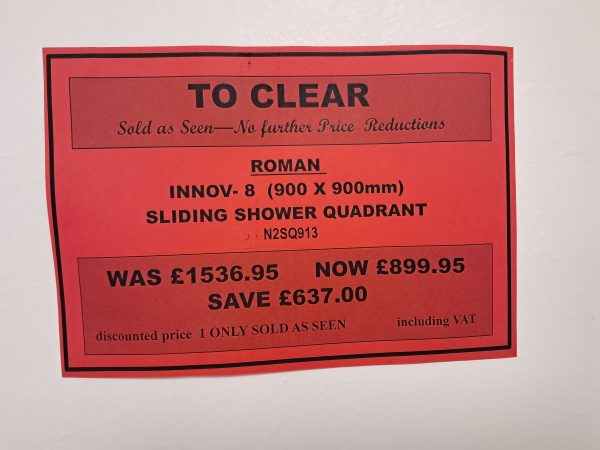 TO CLEAR
Sold as Seen—No further Price Reductions
ROMAN
INNOV- 8 (900 X 900mm)
SLIDING SHOWER QUADRANT
N2SQ913
WAS £1536.95 NOW £899.95
SAVE £637.00
discounted price 1 ONLY SOLD AS SEEN including VAT